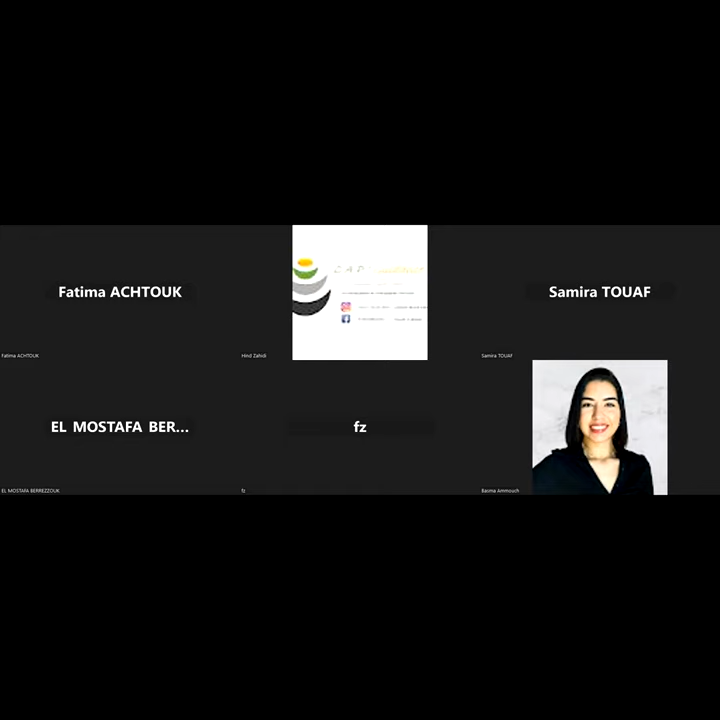 Fatima ACHTOUK
Samira TOUAF
Fatima ACHTOUK
Hind Zahidi
Samira TOUAF
EL MOSTAFA BER...
fz
EL MOSTAFA BERREZZOUK
fz
Basma Ammouch